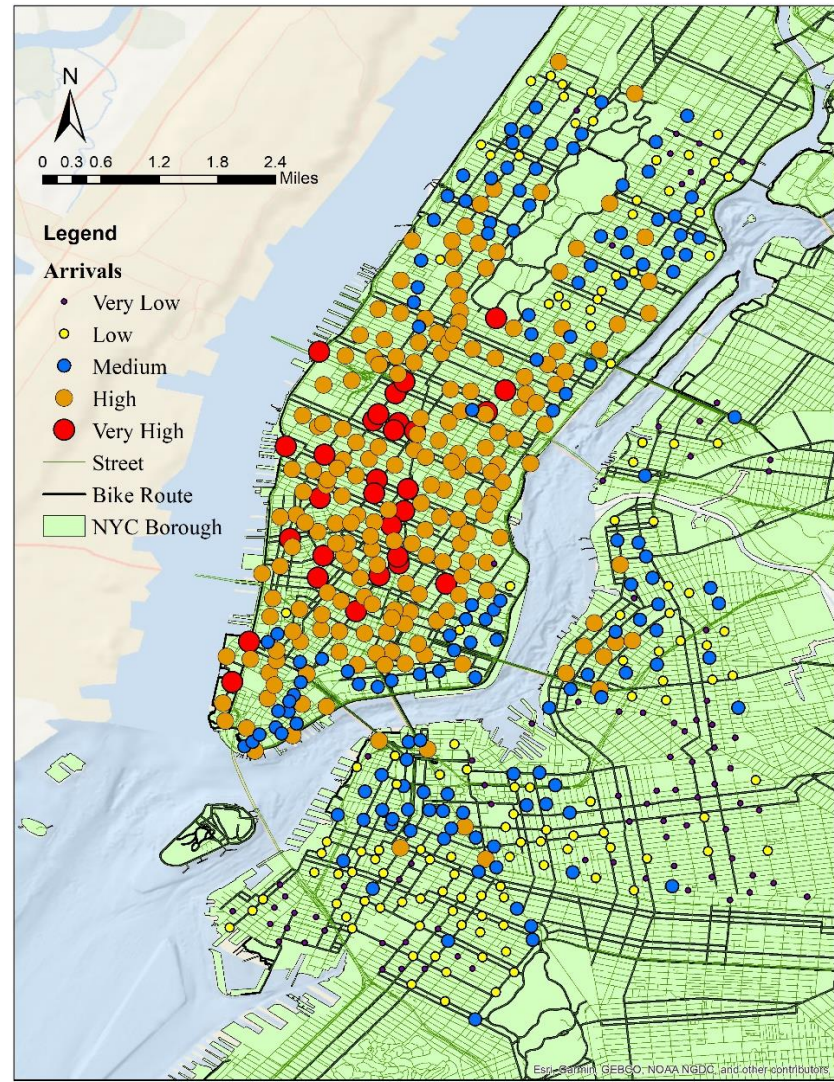 N
0 0.3 0.6 1.2 1.8 2.4
Miles
Legend
Arrivals
Very Low
Low
Medium
High
Very High
Street
Bike Route
NYC Borough
Esri, Garmin, GEBCO, NOAA NGDC, and other contributors